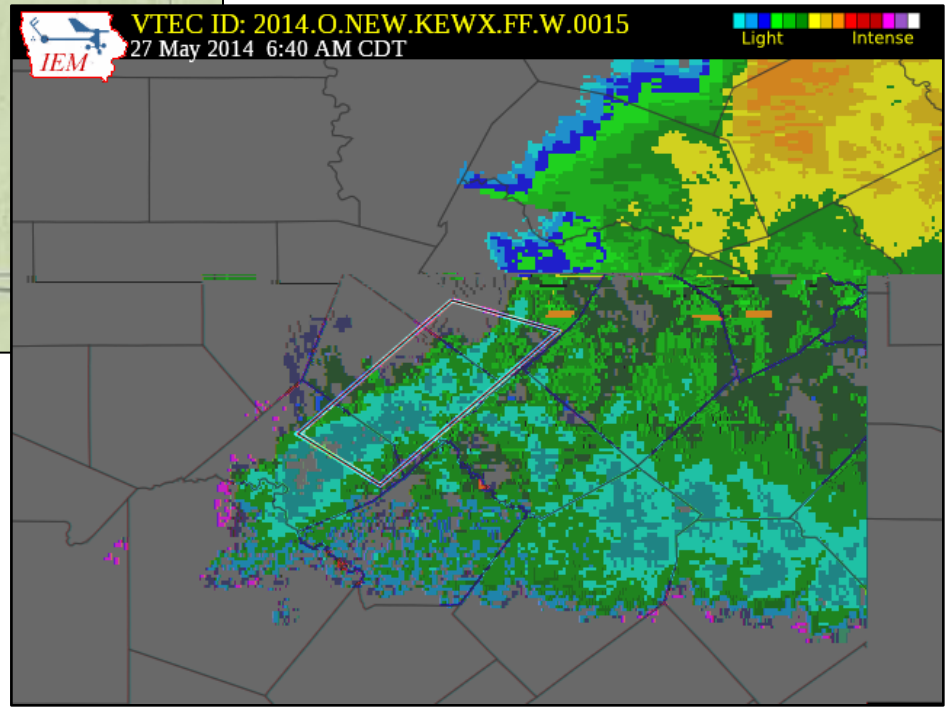 VTEC ID: 2014.O.NEW.KEWX.FF.W.0015
27 May 2014  6:40 AM CDT
IEM
Light Intense